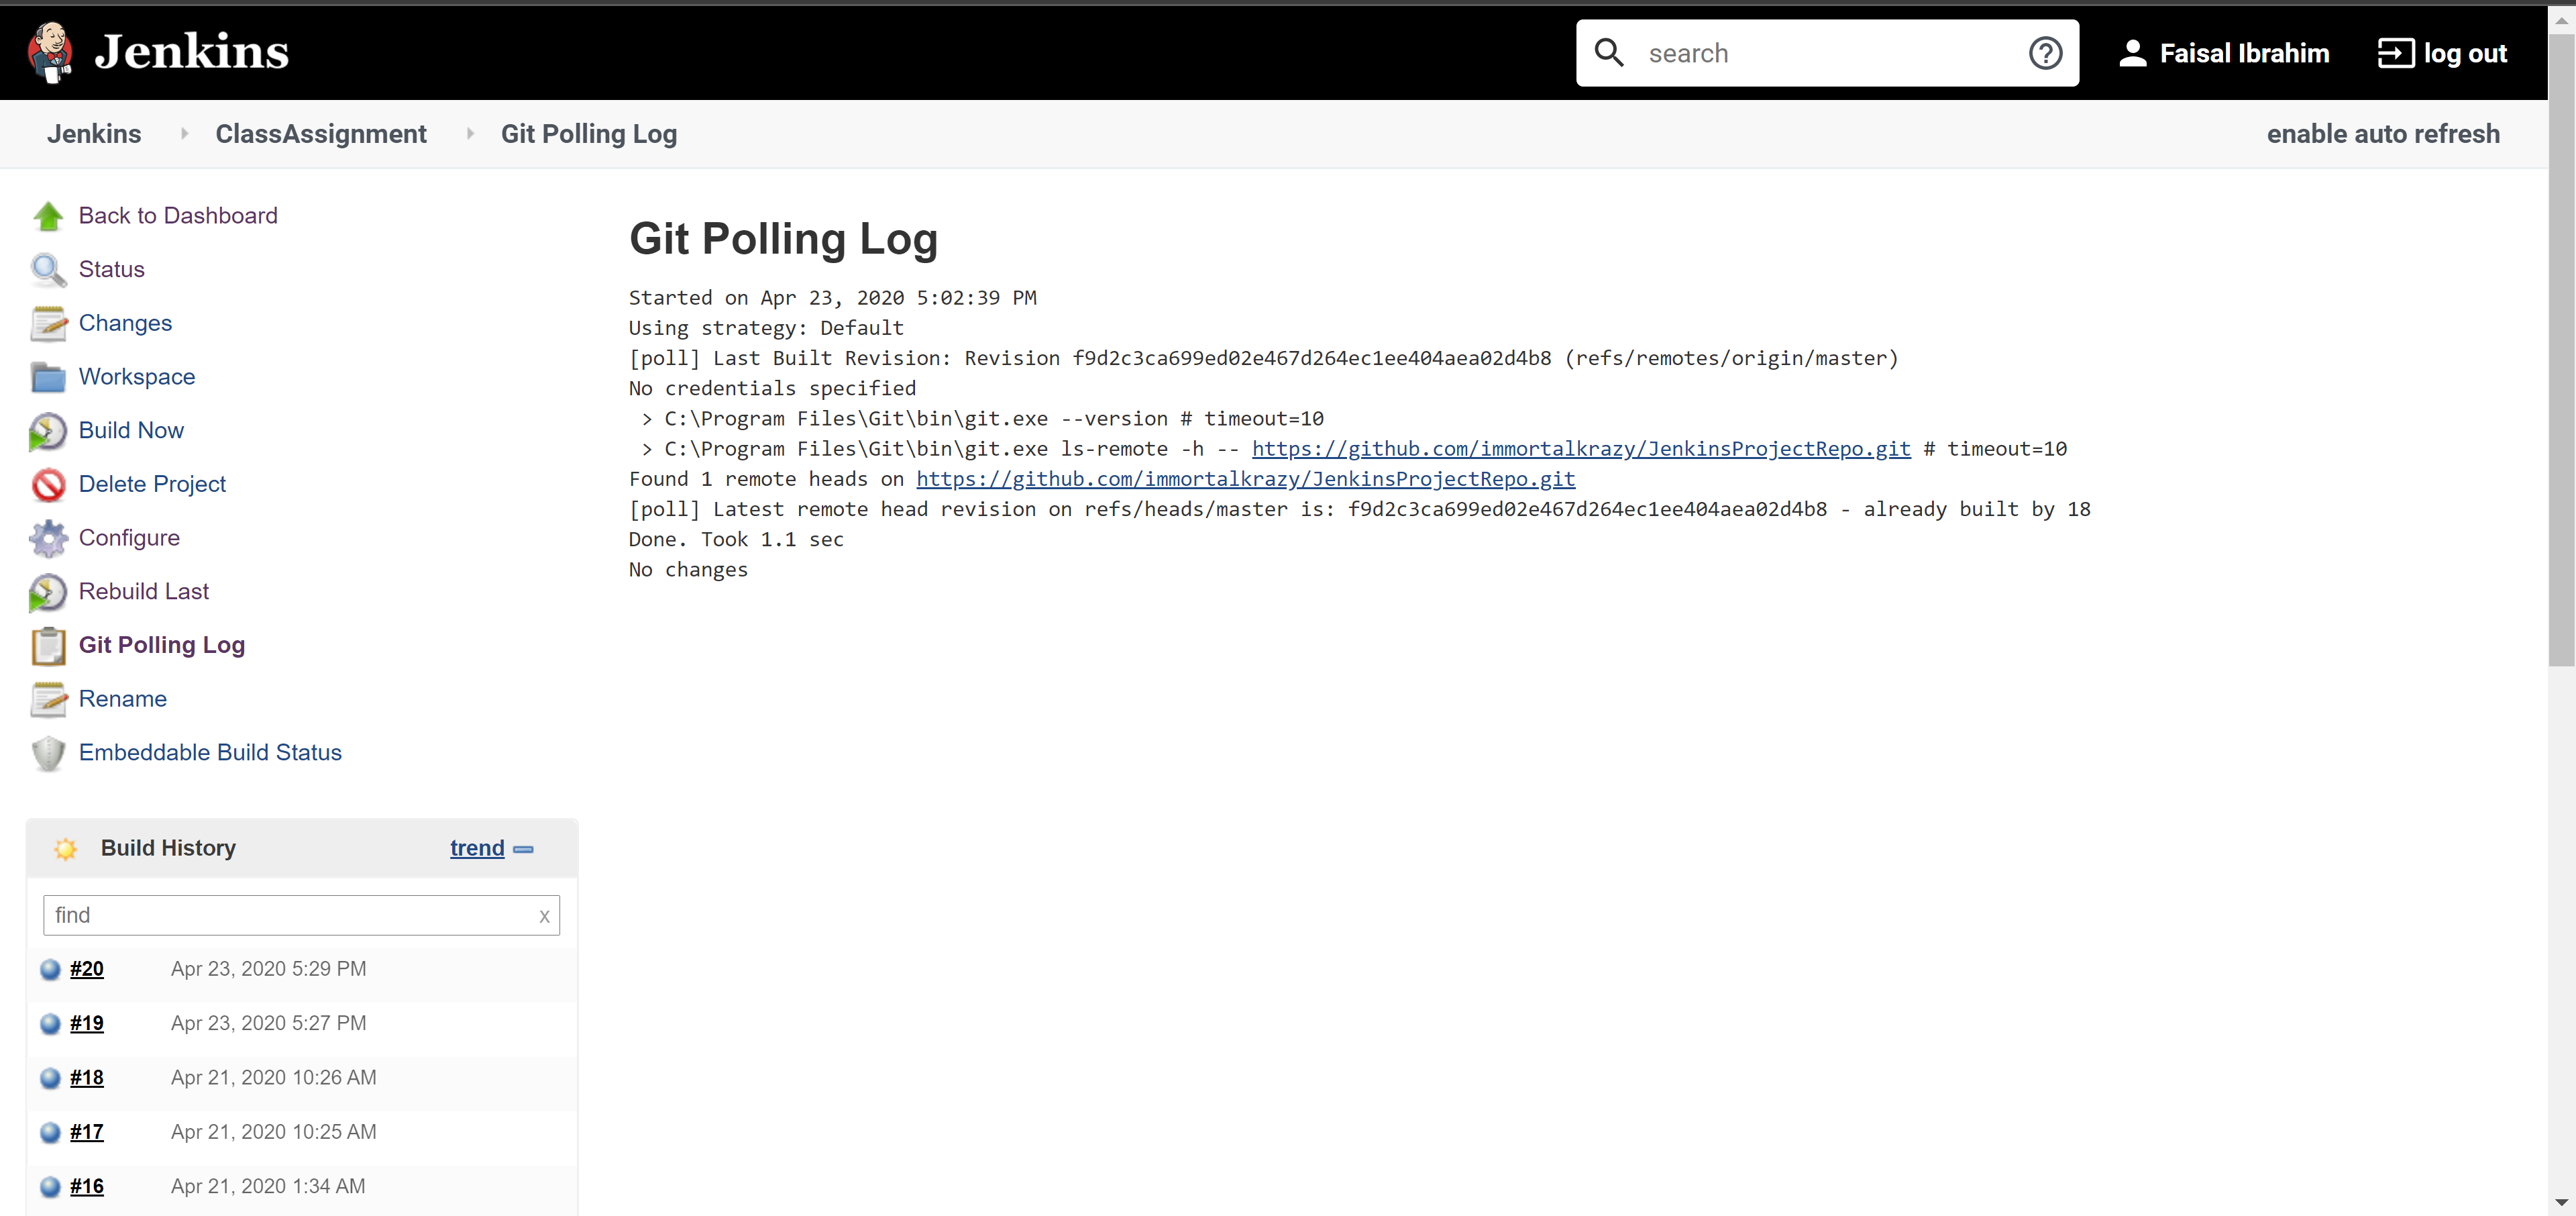 Jenkins
search
Faisal Ibrahim
log out
Jenkins
ClassAssignment
Git Polling Log
enable auto refresh
Back to Dashboard
Status
Changes
Workspace
Build Now
Delete Project
Configure
Rebuild Last
Git Polling Log
Rename
Embeddable Build Status
Build History
trend
find
x
#20 Apr 23, 2020 5:29 PM
#19 Apr 23, 2020 5:27 PM
#18 Apr 21, 2020 10:26 AM
#17 Apr 21, 2020 10:25 AM
#16 Apr 21, 2020 1:34 AM
Git Polling Log
Started on Apr 23, 2020 5:02:39 PM
Using strategy: Default
[poll] Last Built Revision: Revision f9d2c3ca699ed02e467d264ec1ee404aea02d4b8 (refs/remotes/origin/master)
No credentials specified
 > C:\Program Files\Git\bin\git.exe --version # timeout=10
 > C:\Program Files\Git\bin\git.exe ls-remote -h -- https://github.com/immortalkrazy/JenkinsProjectRepo.git # timeout=10
Found 1 remote heads on https://github.com/immortalkrazy/JenkinsProjectRepo.git
[poll] Latest remote head revision on refs/heads/master is: f9d2c3ca699ed02e467d264ec1ee404aea02d4b8 - already built by 18
Done. Took 1.1 sec
No changes